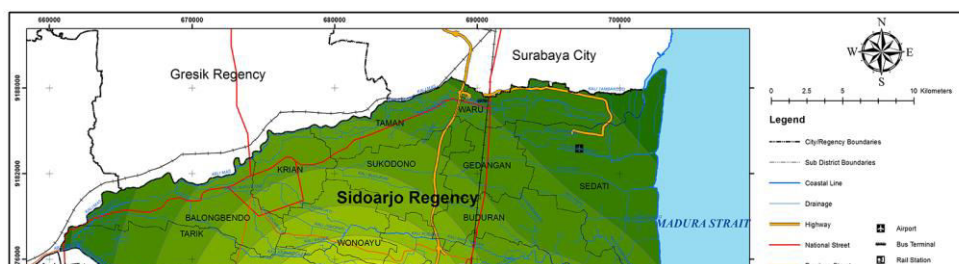 660000 670000 680000 690000 700000
N
W E
S
Surabaya City
Gresik Regency
9188000
WARU
TAMAN
0 2.5 5 10 Kilometers
Legend
City/Regency Boundaries
SUKODONO
GEDANGAN
Sub District Boundaries
KRIAN
9182000
SEDATI
Coastal Line
Sidoarjo Regency
Drainage
BALONGBENDO
BUDURAN
MADURA STRAIT
Highway
Airport
TARIK
WONOAYU
National Street
Bus Terminal
Rail Station